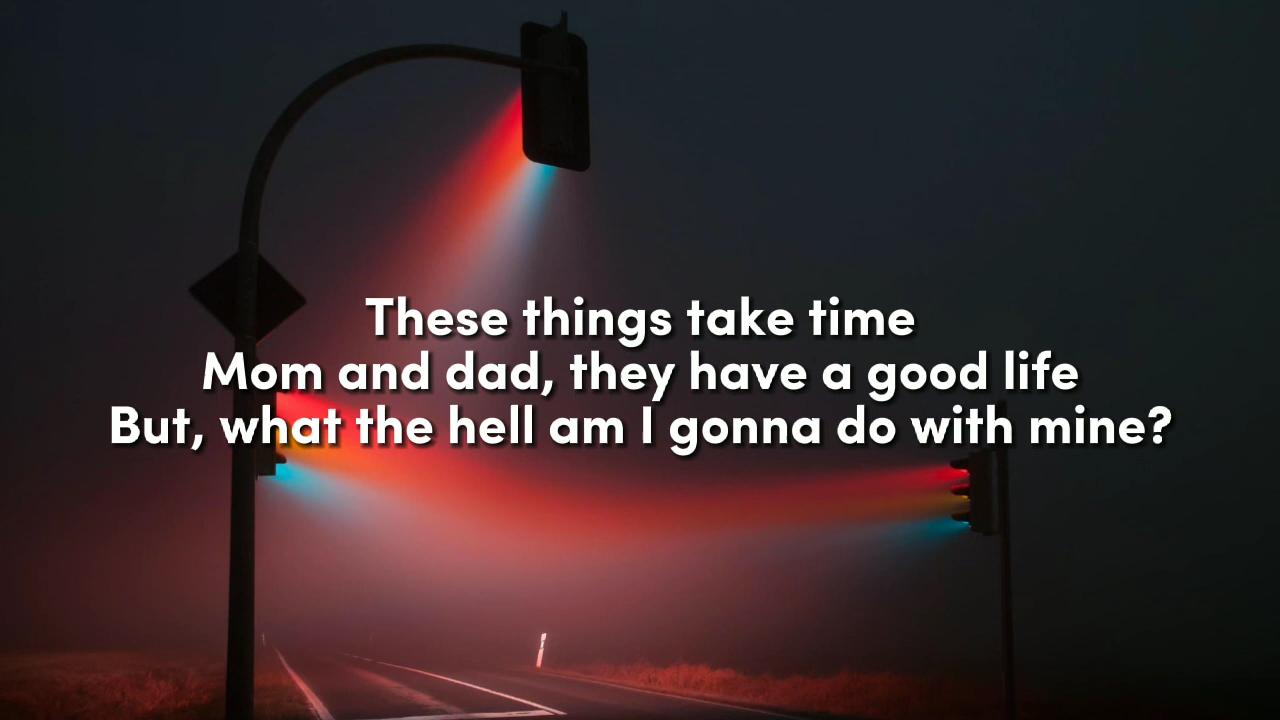 These things take time
Mom and dad, they have a good life
But, what the hell am I gonna do with mine?